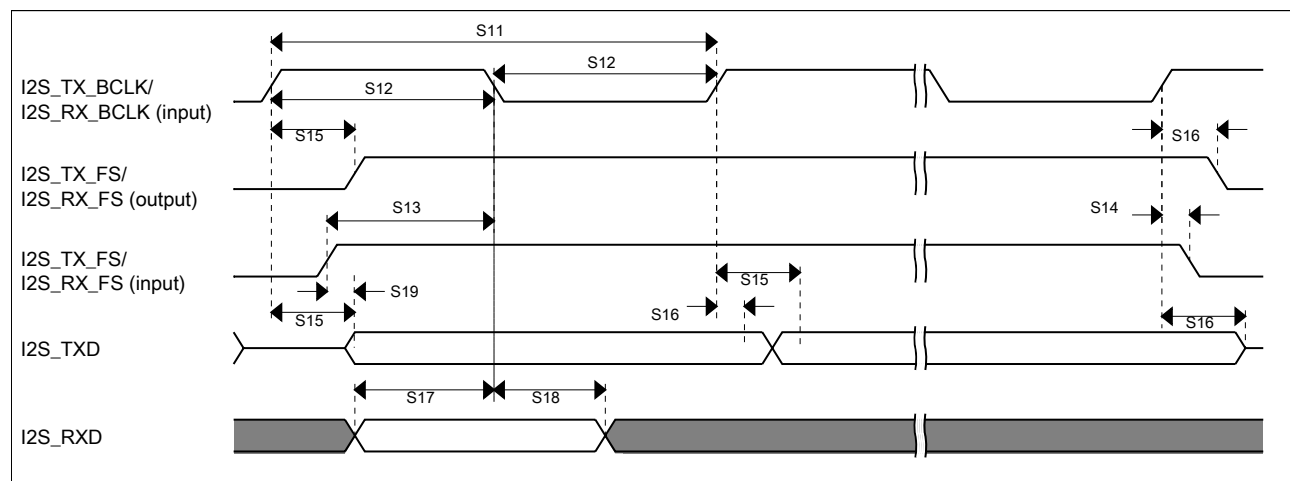 S11
I2S_TX_BCLK/
I2S_RX_BCLK (input)
S12
S12
S15
S16
I2S_TX_FS/
I2S_RX_FS (output)
S13
S14
I2S_TX_FS/
I2S_RX_FS (input)
S19
S15
S15
S16
S16
I2S_TXD
S17
S18
I2S_RXD